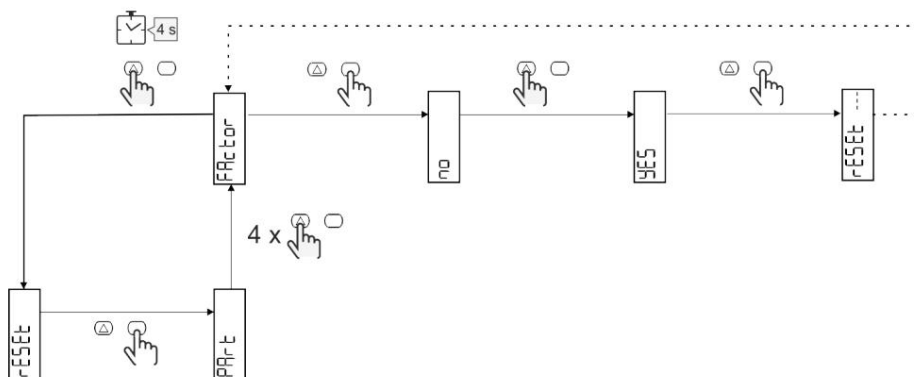 4 s
FActor
no
YES
rESEt
4 x
rESEt
PArt